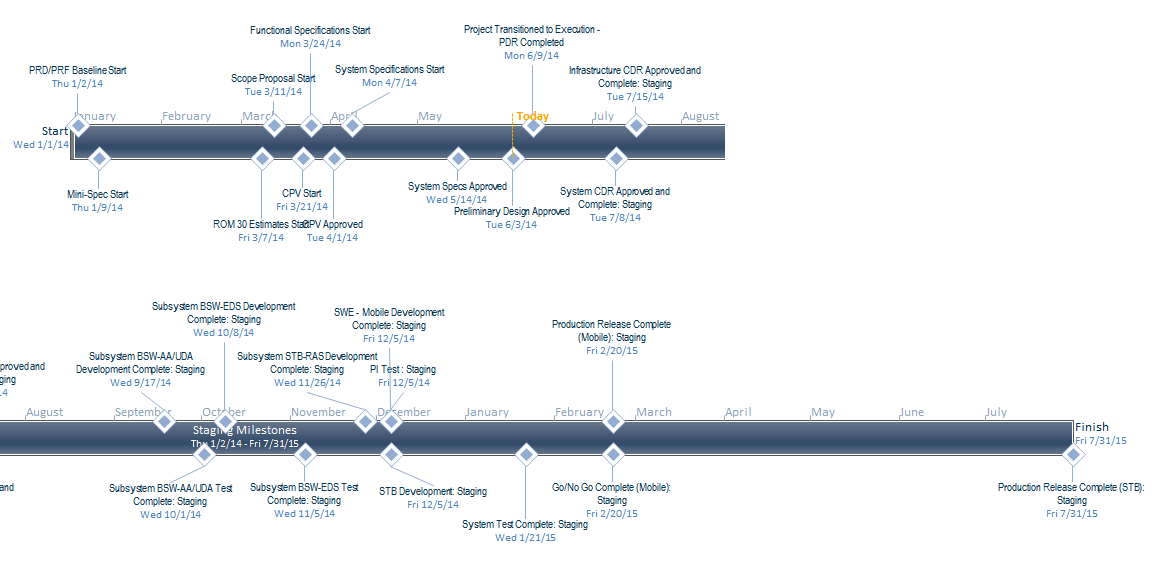 Functional Specifications Start
Mon 3/24/14
Project Transitioned to Execution -
PDR Completed
Mon 6/9/14
PRD/PRF Baseline Start
Thu 1/2/14
Scope Proposal Start
Tue 3/11/14
System Specifications Start
Mon 4/7/14
Infrastructure CDR Approved and
Complete: Staging
Tue 7/15/14
January February March April May Today July August
Start
Wed 1/1/14
Mini-Spec Start
Thu 1/9/14
CPV Start
Fri 3/21/14
System Specs Approved
Wed 5/14/14
System CDR Approved and
Complete: Staging
Tue 7/8/14
Preliminary Design Approved
Tue 6/3/14
ROM 30 Estimates Start
Fri 3/7/14
CPV Approved
Tue 4/1/14
Subsystem BSW-EDS Development
Complete: Staging
Wed 10/8/14
SWE - Mobile Development
Complete: Staging
Fri 12/5/14
Production Release Complete
(Mobile): Staging
Fri 2/20/15
proved and
ging
14
Subsystem BSW-AA/UDA
Development Complete: Staging
Wed 9/17/14
Subsystem STB-RAS Development
Complete: Staging
Wed 11/26/14
PI Test : Staging
Fri 12/5/14
August September October November December January February March April May June July
Staging Milestones
Thu 1/2/14 - Fri 7/31/15
Finish
Fri 7/31/15
and
Subsystem BSW-AA/UDA Test
Complete: Staging
Wed 10/1/14
Subsystem BSW-EDS Test
Complete: Staging
Wed 11/5/14
STB Development: Staging
Fri 12/5/14
System Test Complete: Staging
Wed 1/21/15
Go/No Go Complete (Mobile):
Staging
Fri 2/20/15
Production Release Complete (STB):
Staging
Fri 7/31/15